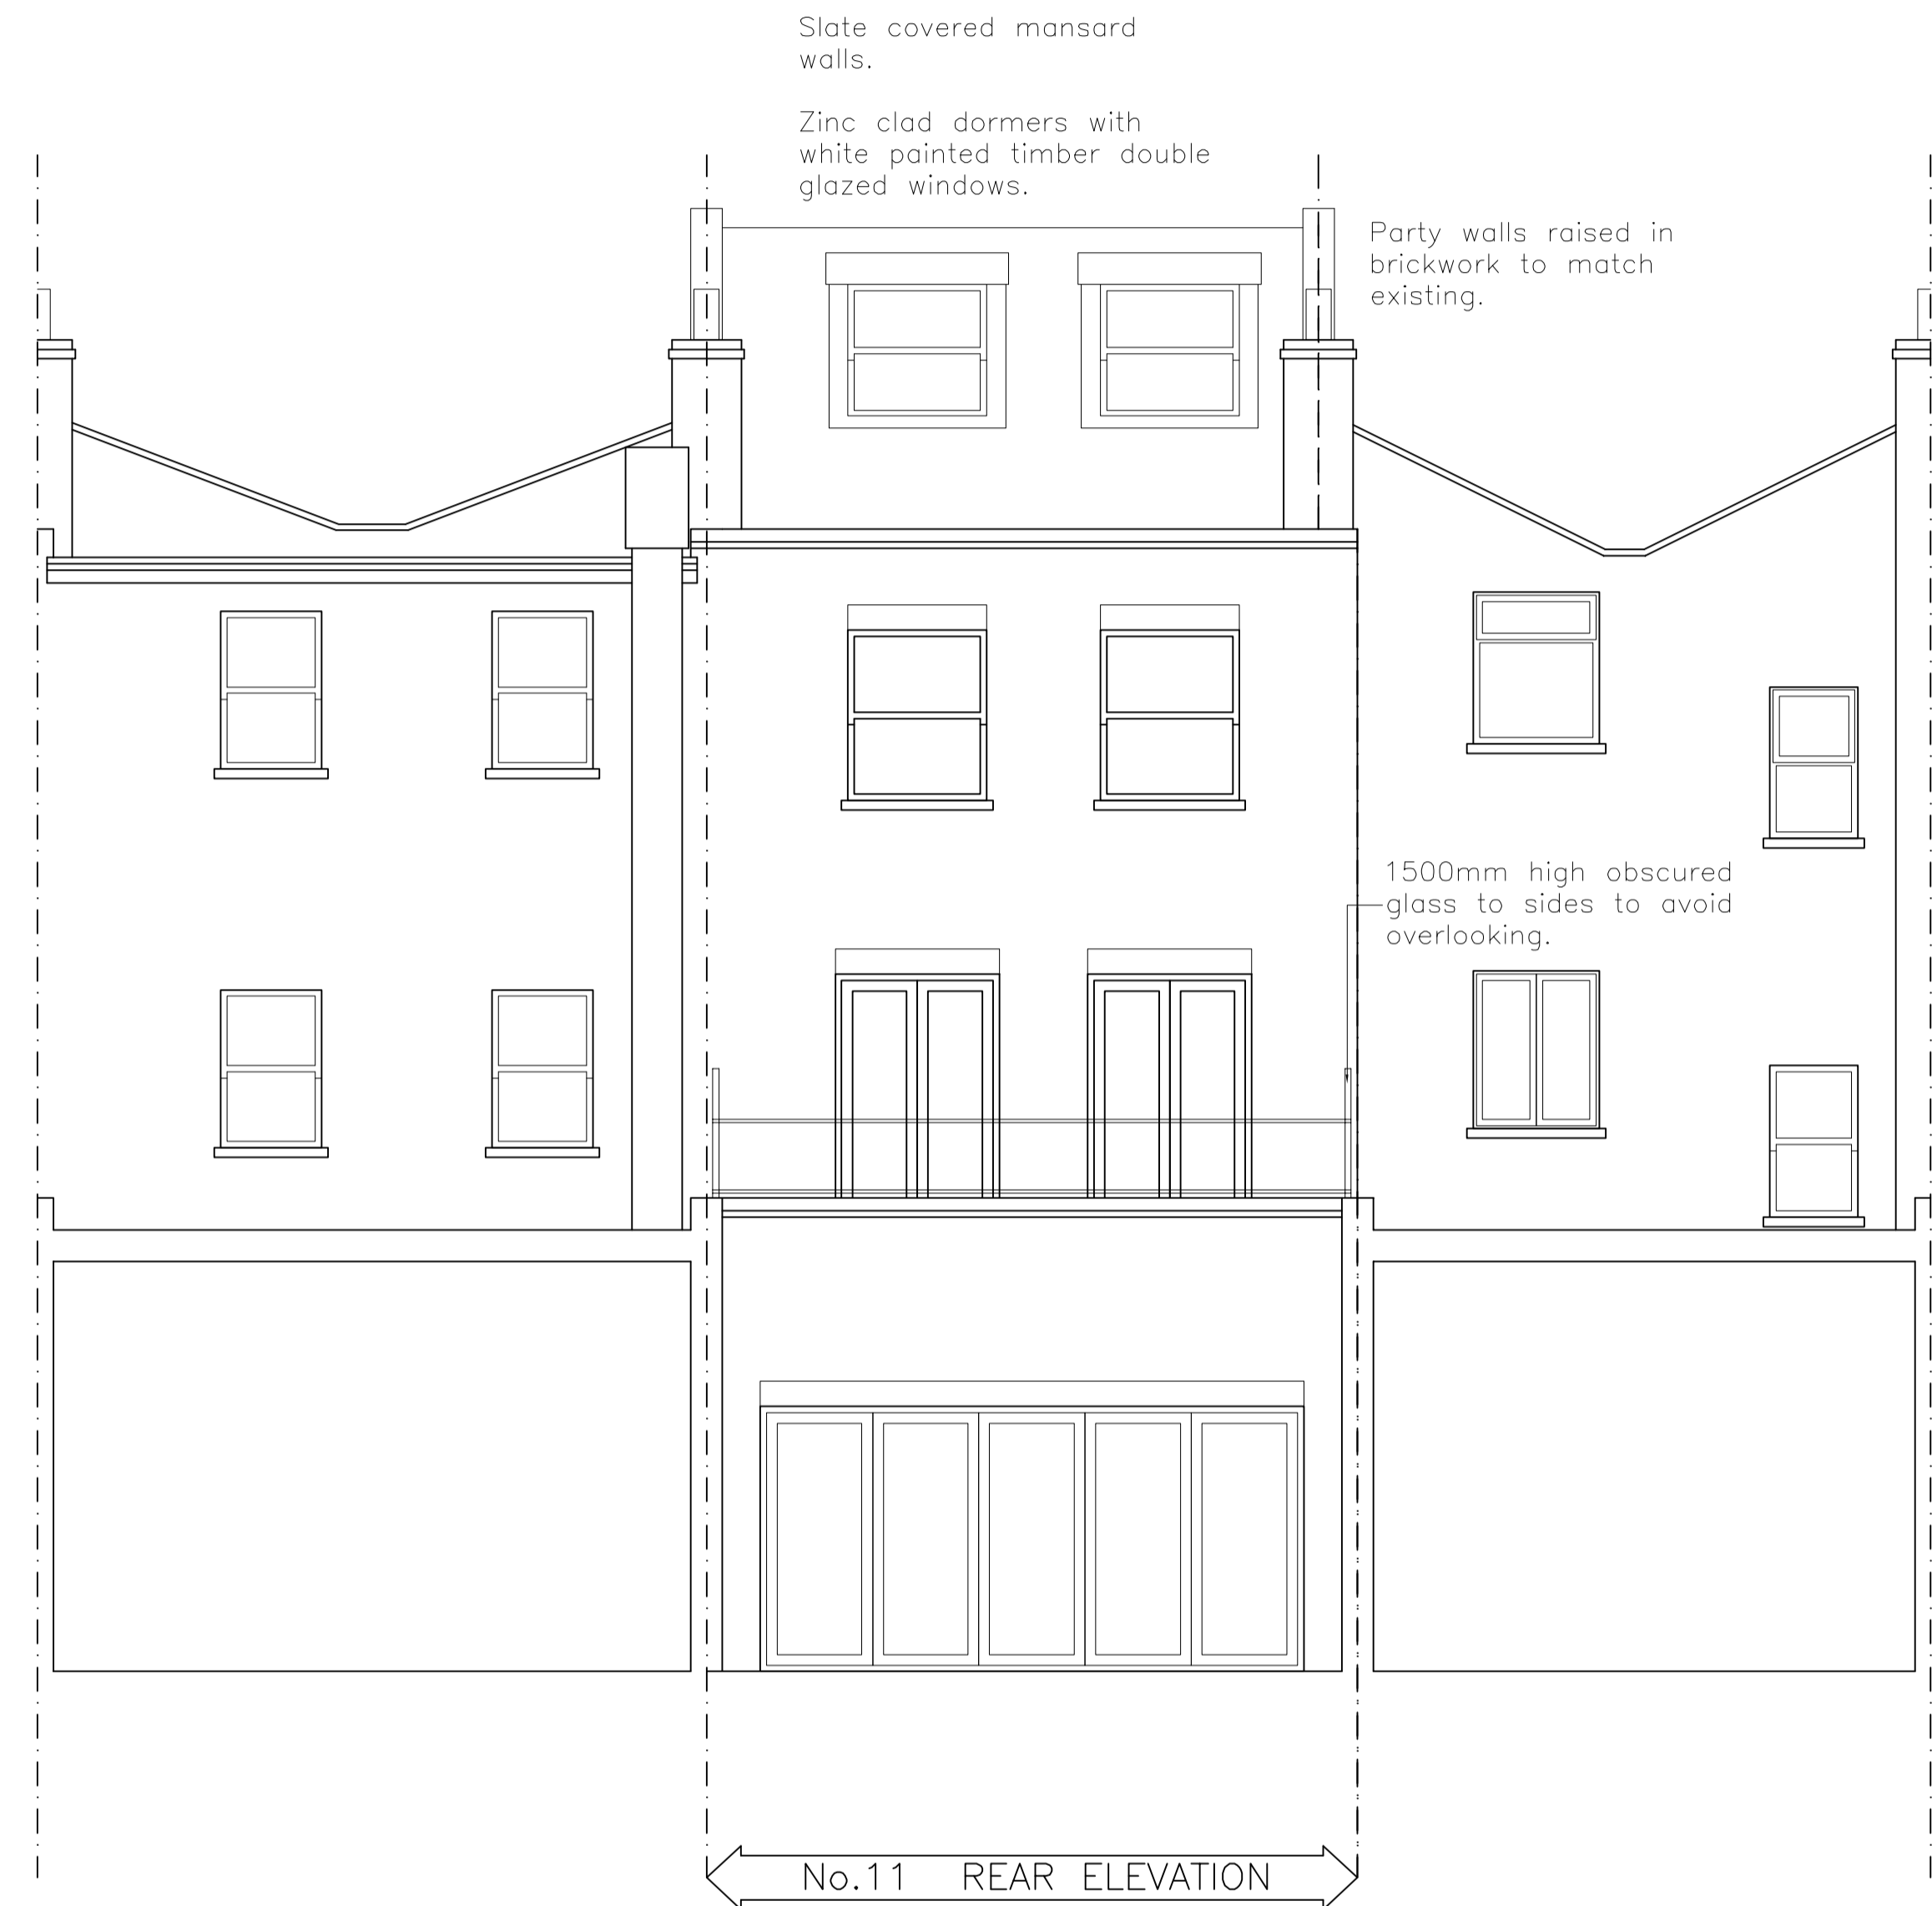 Slate covered mansard
walls.
Zinc clad dormers with
white painted timber double
glazed windows.
Party walls raised in
brickwork to match
existing.
1500mm high obscured
glass to sides to avoid
overlooking.
No.11 REAR ELEVATION